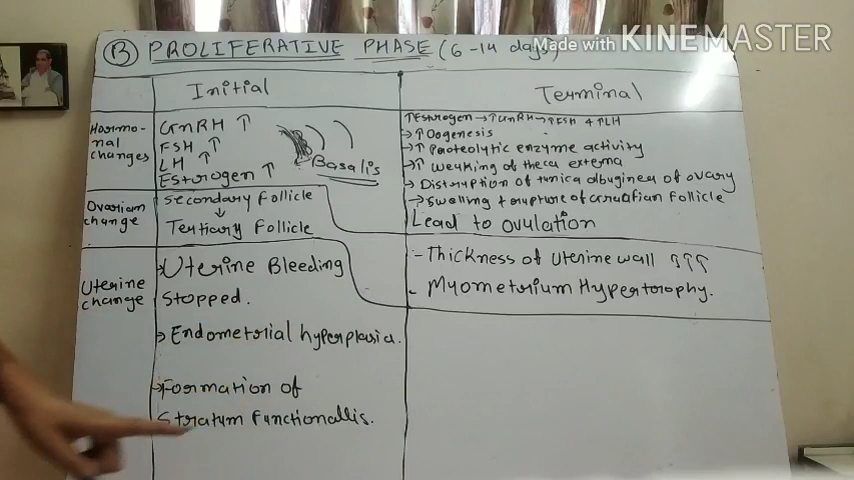 B PROLIFERATIVE PHASE (6-14 days)
Made with KINEMASTER
Initial
Terminal
Harmo-
nal
changes
GnRH ↑
FSH ↑
LH ↑
Estrogen ↑
Basalis
↑Estrogen → ↑GnRH → ↑FSH + ↑LH
→ ↑ Oogenesis
→ ↑ Proteolytic enzyme activity
→ ↑ Weaking of theca externa
→ Distryption of tunica albuginea of ovary
→ Swelling + rupture of Graafian Follicle
Lead to ovulation
Ovarian
change
Secondary Follicle
↓
Tertiary Follicle
Uterine
change
→ Uterine Bleeding
Stopped.
→ Endometrial hyperplasia.
→ Formation of
Stratum Functionallis.
- Thickness of Uterine wall ↑↑↑
- Myometrium Hypertrophy.